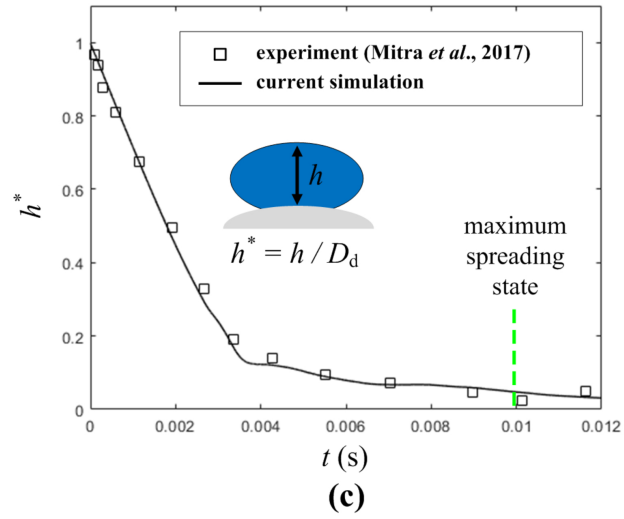 1
0.8
0.6
0.4
0.2
0
h*
experiment (Mitra et al., 2017)
current simulation
h
h* = h / Dd
maximum
spreading
state
0 0.002 0.004 0.006 0.008 0.01 0.012
t (s)
(c)